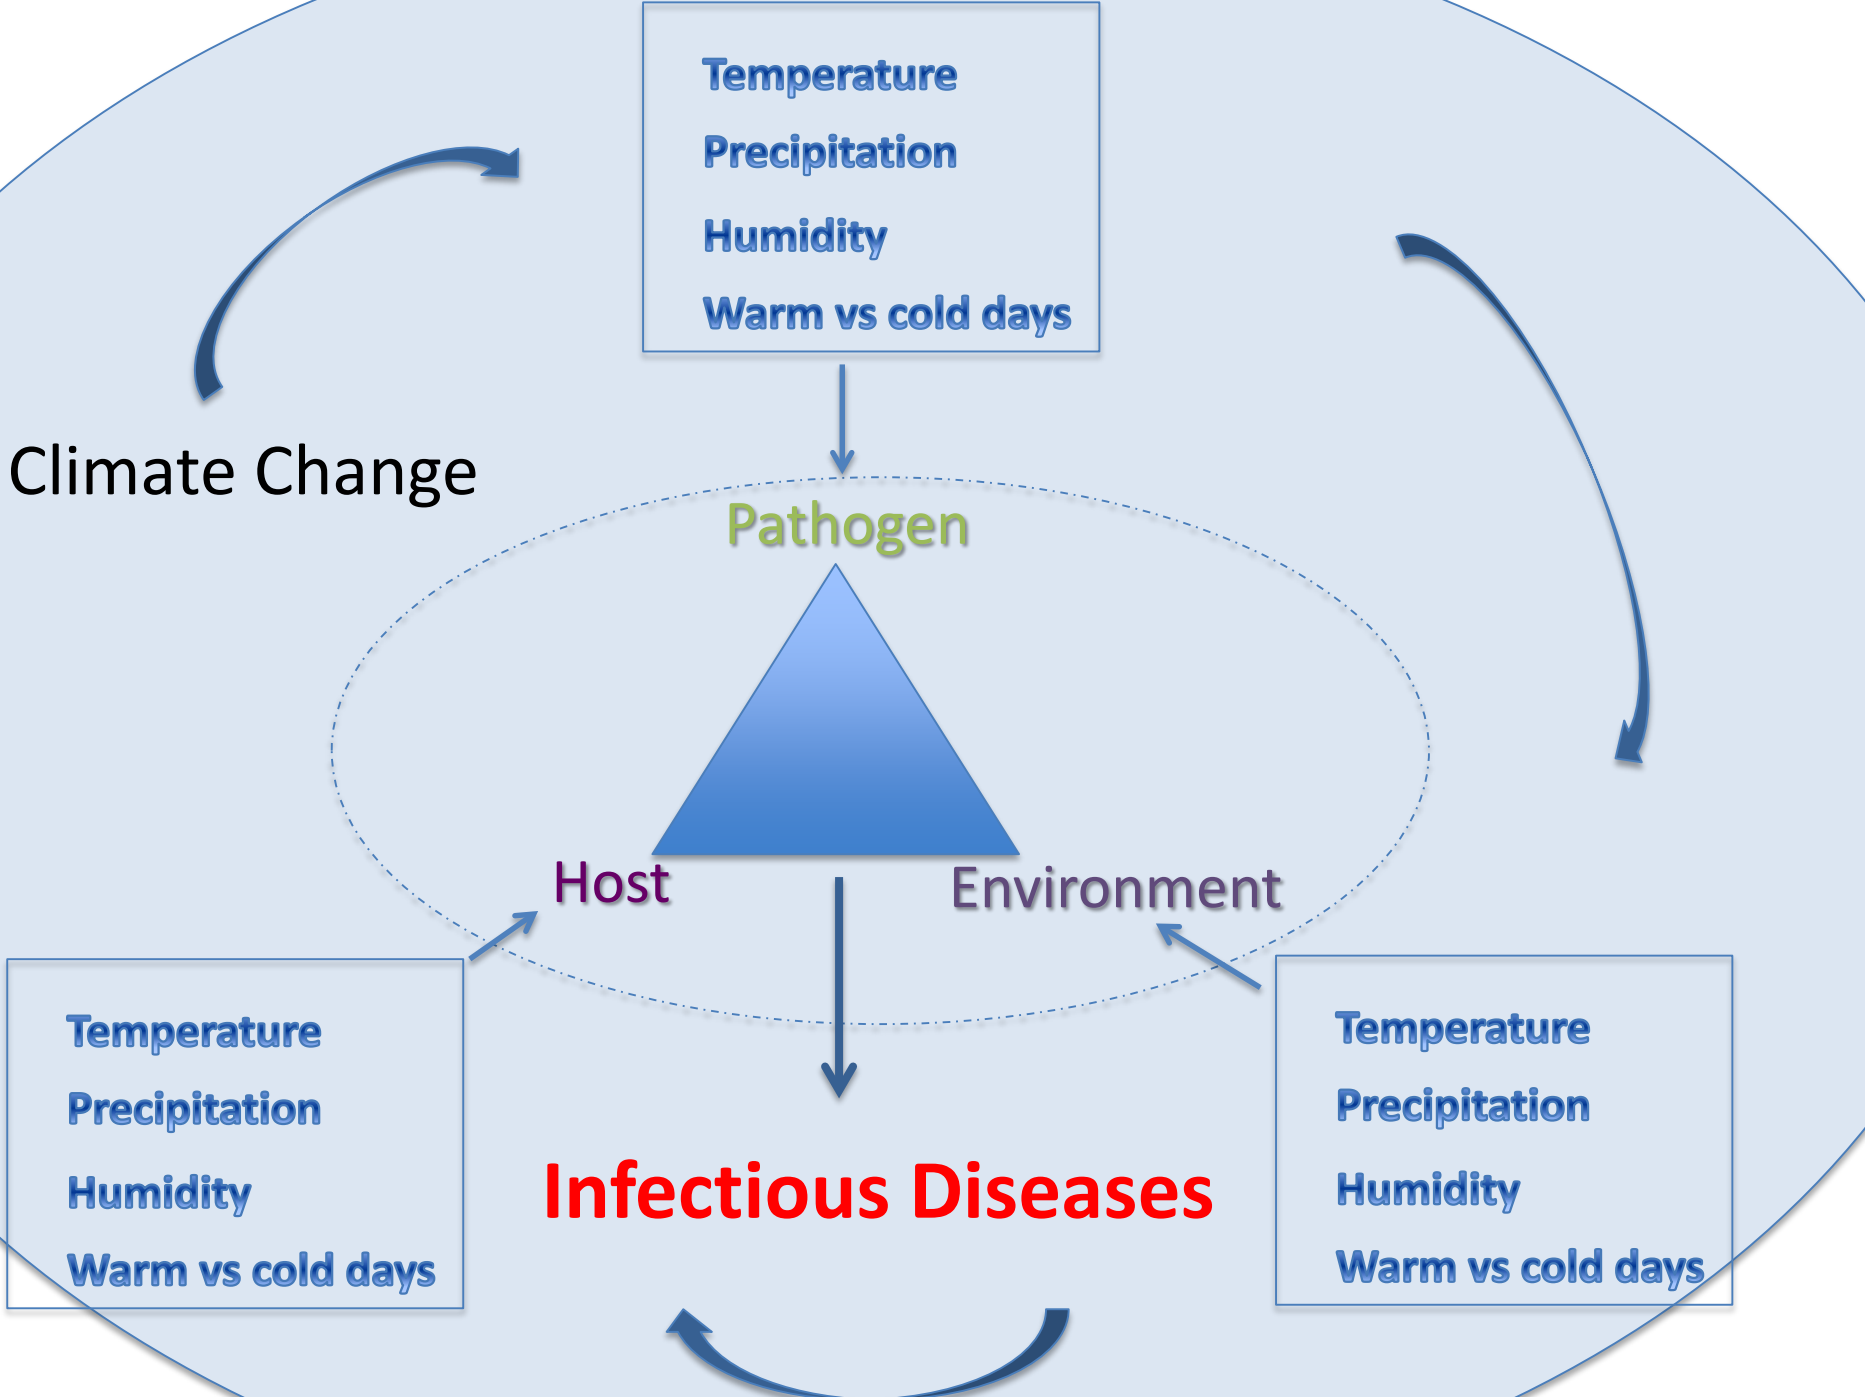 Temperature
Precipitation
Humidity
Warm vs cold days
Climate Change
Pathogen
Host
Environment
Temperature
Precipitation
Humidity
Warm vs cold days
Infectious Diseases
Temperature
Precipitation
Humidity
Warm vs cold days